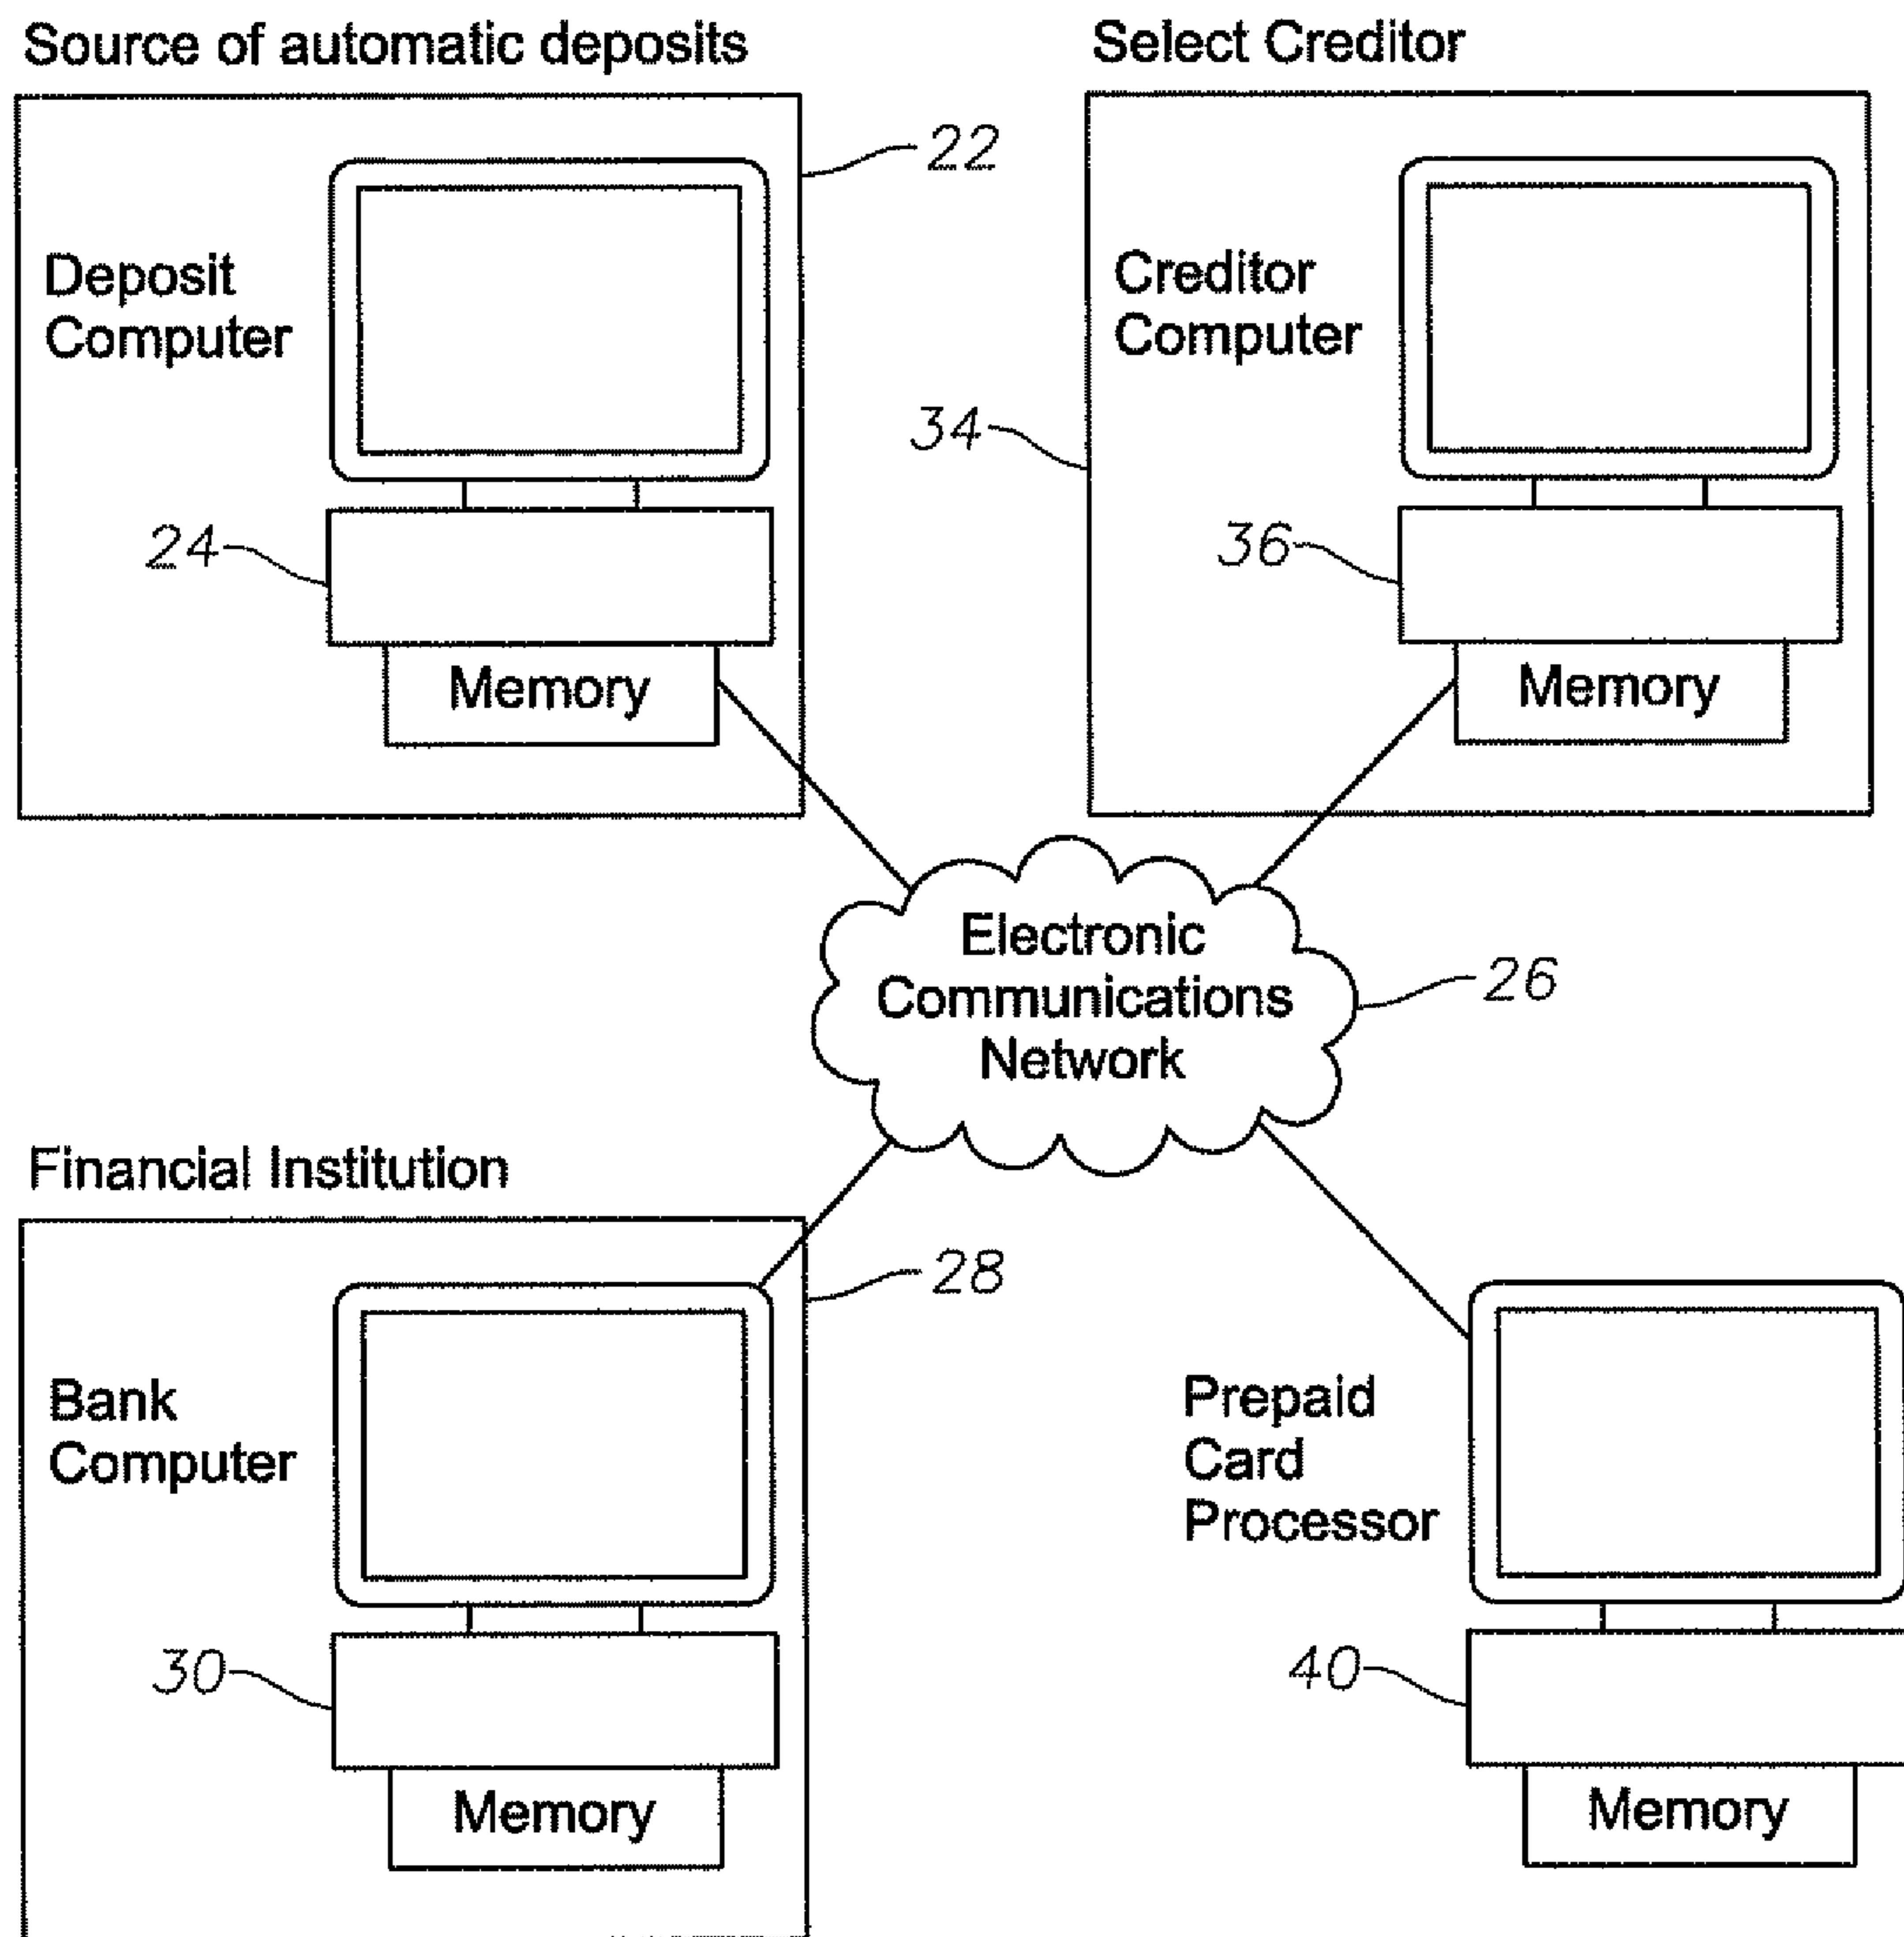 Source of automatic deposits
Select Creditor
22
Deposit
Computer
Creditor
Computer
34
24
36
Memory
Memory
Electronic
Communications
Network
26
Financial Institution
28
Bank
Computer
Prepaid
Card
Processor
30
40
Memory
Memory